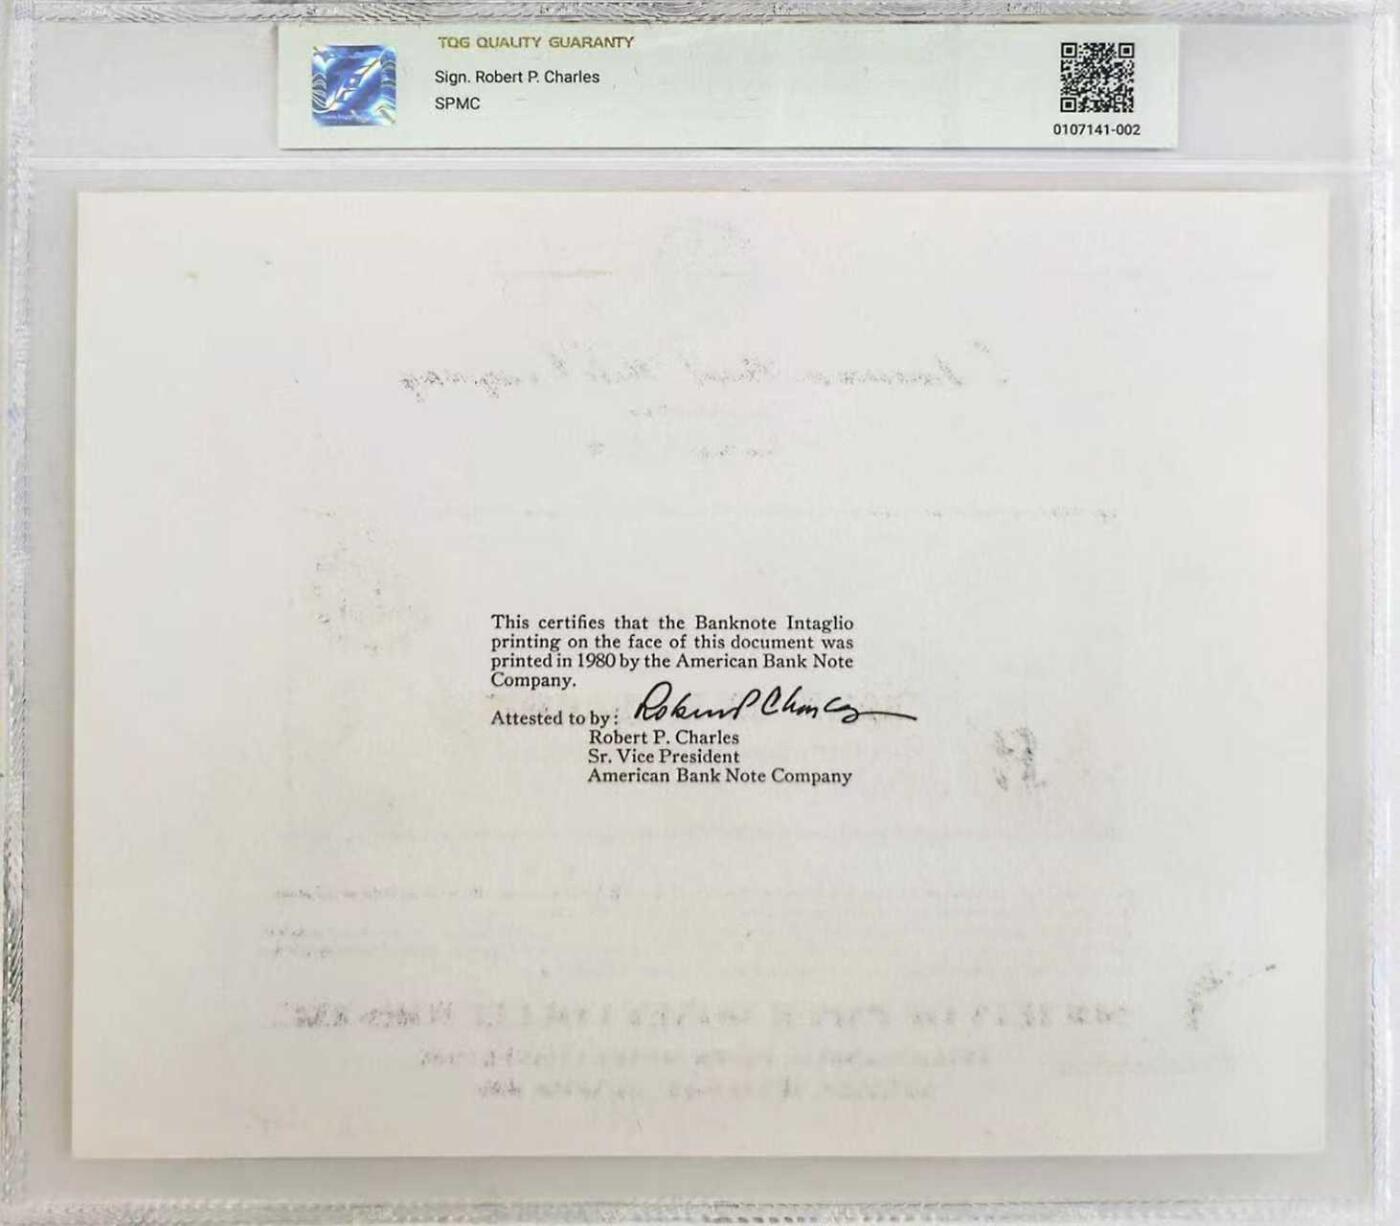 TQG QUALITY GUARANTY
Sign. Robert P. Charles
SPMC
0107141-002
This certifies that the Banknote Intaglio
printing on the face of this document was
printed in 1980 by the American Bank Note
Company.
Attested to by: Robert P Charles
Robert P. Charles
Sr. Vice President
American Bank Note Company